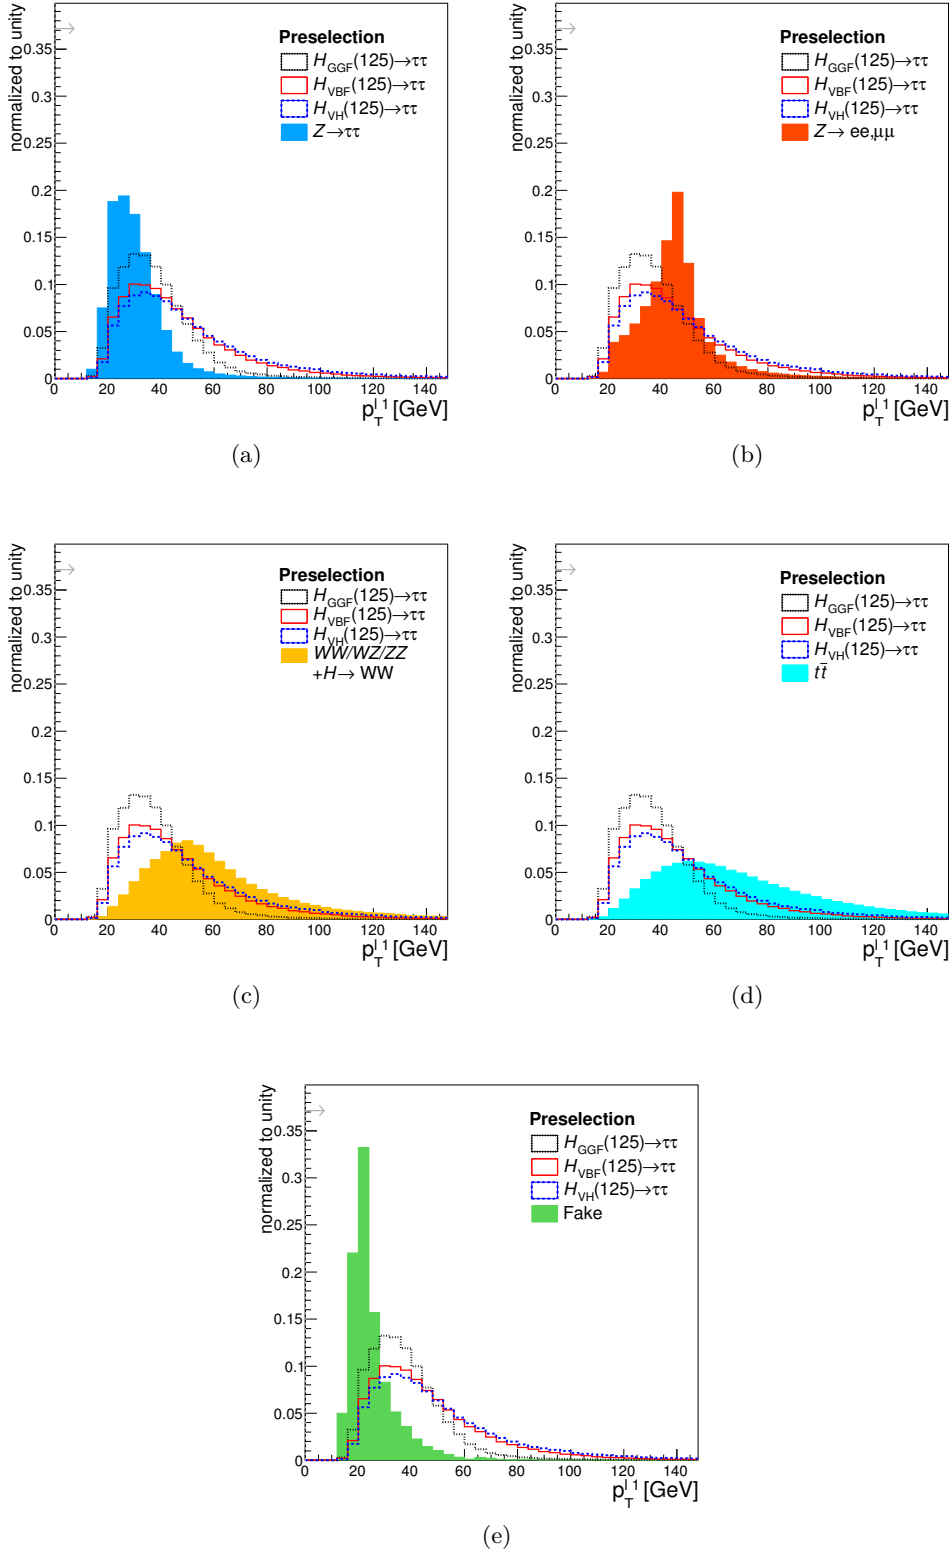 normalized to unity
0.35
0.3
0.25
0.2
0.15
0.1
0.05
0
Preselection
H_GGF(125)→ττ
H_VBF(125)→ττ
H_VH(125)→ττ
Z→ττ
0 20 40 60 80 100 120 140
p_T^l1 [GeV]
(a)
normalized to unity
0.35
0.3
0.25
0.2
0.15
0.1
0.05
0
Preselection
H_GGF(125)→ττ
H_VBF(125)→ττ
H_VH(125)→ττ
Z→ ee,μμ
0 20 40 60 80 100 120 140
p_T^l1 [GeV]
(b)
normalized to unity
0.35
0.3
0.25
0.2
0.15
0.1
0.05
0
Preselection
H_GGF(125)→ττ
H_VBF(125)→ττ
H_VH(125)→ττ
WW/WZ/ZZ
+H→ WW
0 20 40 60 80 100 120 140
p_T^l1 [GeV]
(c)
normalized to unity
0.35
0.3
0.25
0.2
0.15
0.1
0.05
0
Preselection
H_GGF(125)→ττ
H_VBF(125)→ττ
H_VH(125)→ττ
tt̄
0 20 40 60 80 100 120 140
p_T^l1 [GeV]
(d)
normalized to unity
0.35
0.3
0.25
0.2
0.15
0.1
0.05
0
Preselection
H_GGF(125)→ττ
H_VBF(125)→ττ
H_VH(125)→ττ
Fake
0 20 40 60 80 100 120 140
p_T^l1 [GeV]
(e)